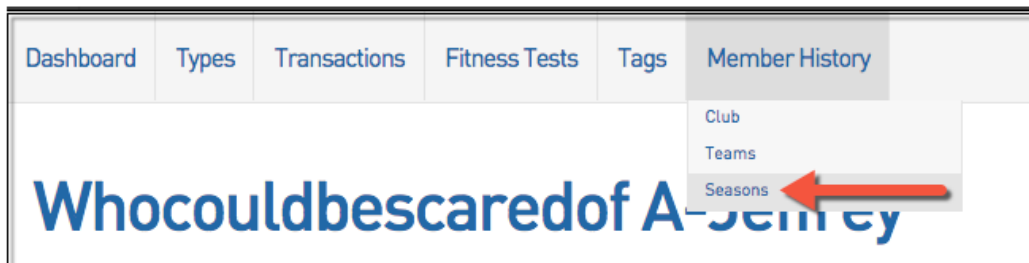 Dashboard Types Transactions Fitness Tests Tags Member History
Club
Teams
Seasons
Whocouldbescaredof A-Jeffrey